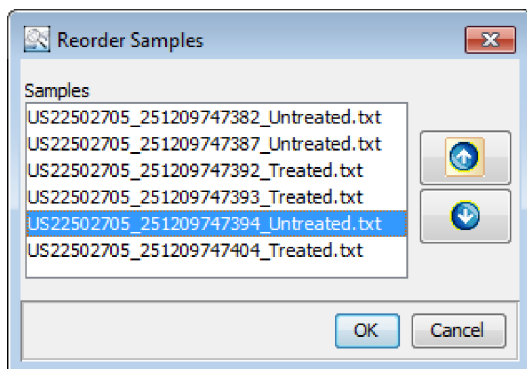 Reorder Samples
Samples
US22502705_251209747382_Untreated.txt
US22502705_251209747387_Untreated.txt
US22502705_251209747392_Treated.txt
US22502705_251209747393_Treated.txt
US22502705_251209747394_Untreated.txt
US22502705_251209747404_Treated.txt
OK
Cancel